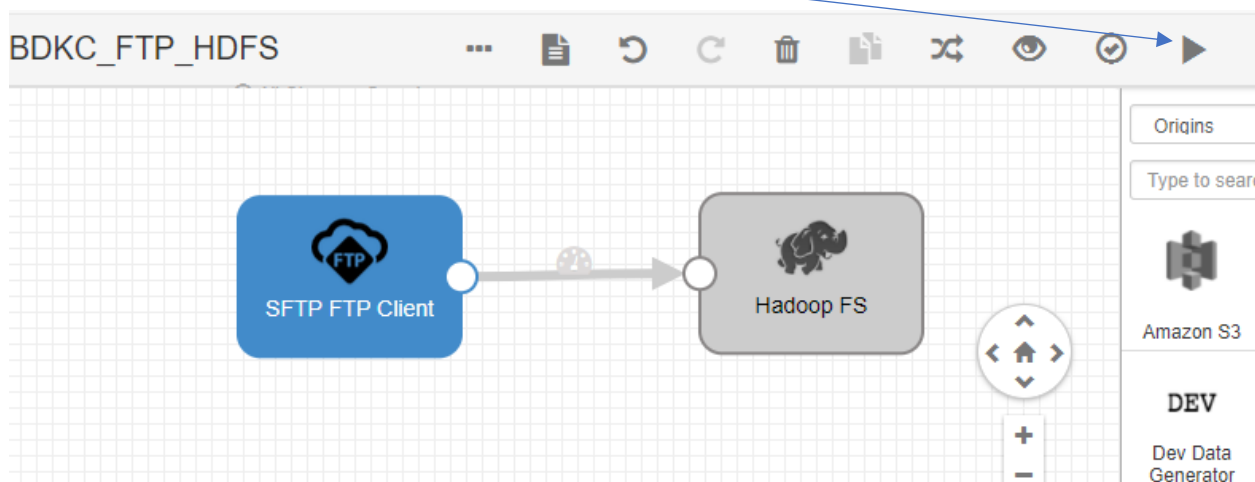 BDKC_FTP_HDFS
Origins
Type to sear
FTP
SFTP FTP Client
Hadoop FS
Amazon S3
DEV
Dev Data
Generator